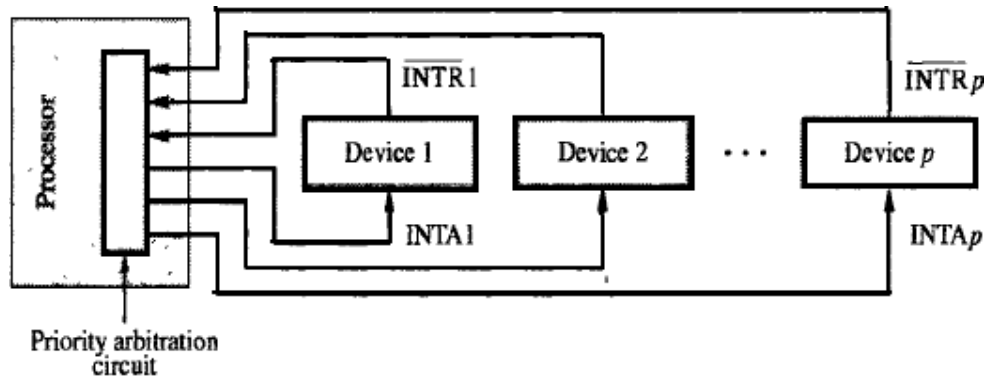 Processor
INTR1
INTRp
Device 1
Device 2
. . .
Device p
INTA1
INTAp
Priority arbitration
circuit